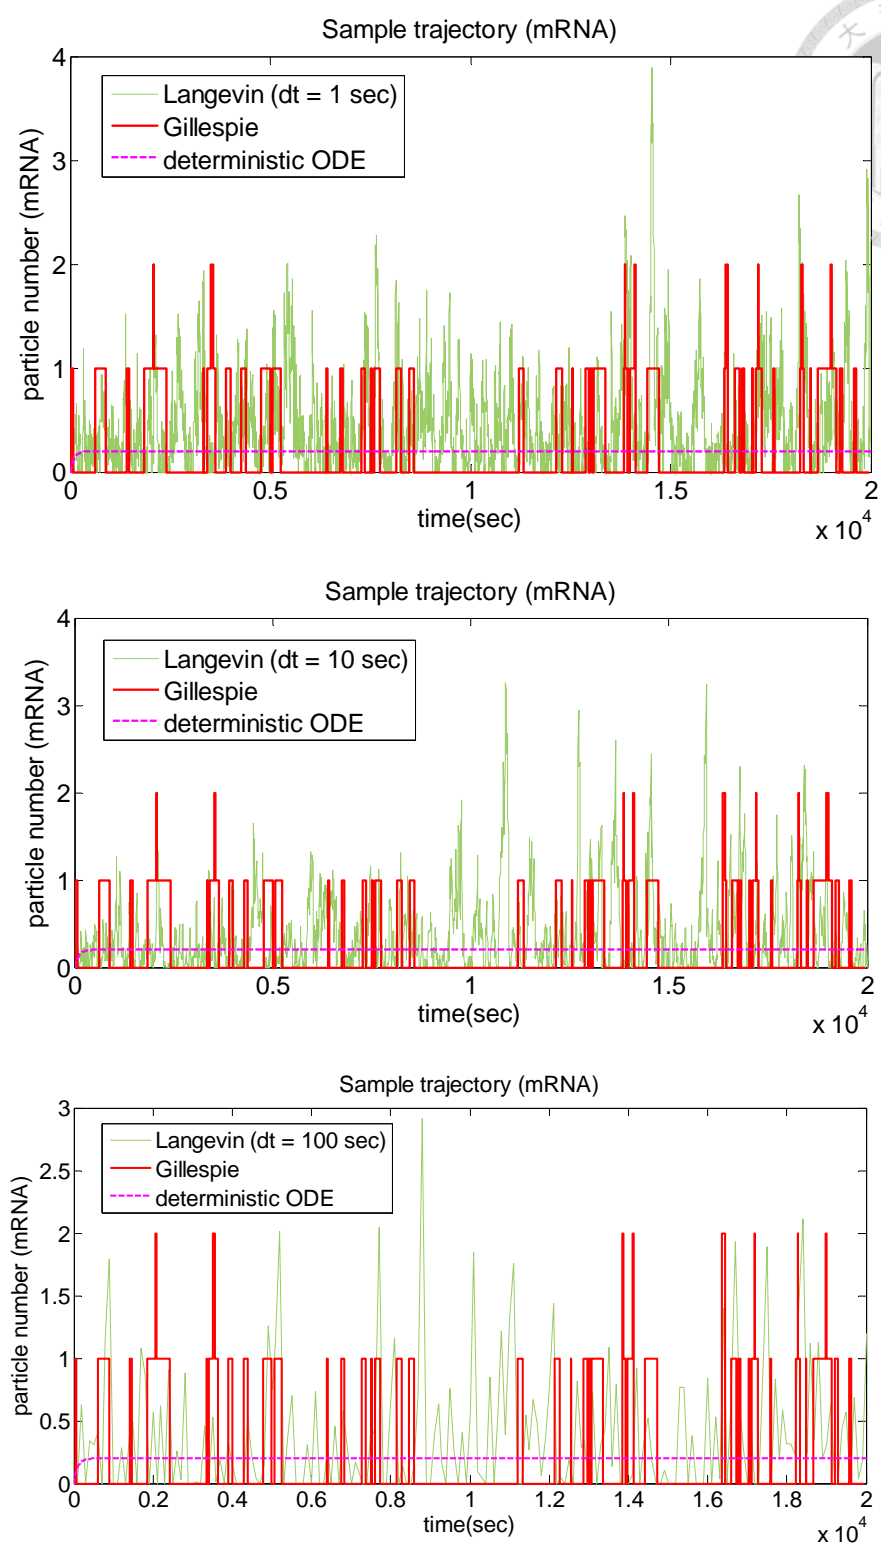 Sample trajectory (mRNA)
4
3
2
1
0
particle number (mRNA)
Langevin (dt = 1 sec)
Gillespie
deterministic ODE
0 0.5 1 1.5 2
time(sec)
x 10^4
大
Sample trajectory (mRNA)
4
3
2
1
0
particle number (mRNA)
Langevin (dt = 10 sec)
Gillespie
deterministic ODE
0 0.5 1 1.5 2
time(sec)
x 10^4
Sample trajectory (mRNA)
3
2.5
2
1.5
1
0.5
0
particle number (mRNA)
Langevin (dt = 100 sec)
Gillespie
deterministic ODE
0 0.2 0.4 0.6 0.8 1 1.2 1.4 1.6 1.8 20
time(sec)
x 10^4